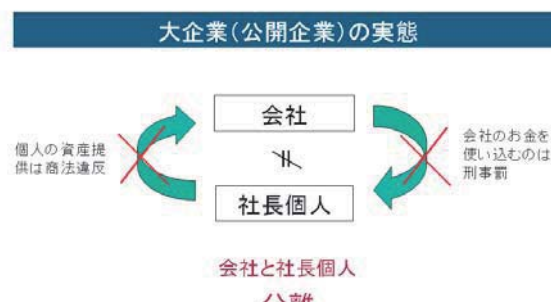 大企業(公開企業)の実態
会社
個人の資産提
供は商法違反
会社のお金を
使い込むのは
刑事罰
社長個人
会社と社長個人
分離